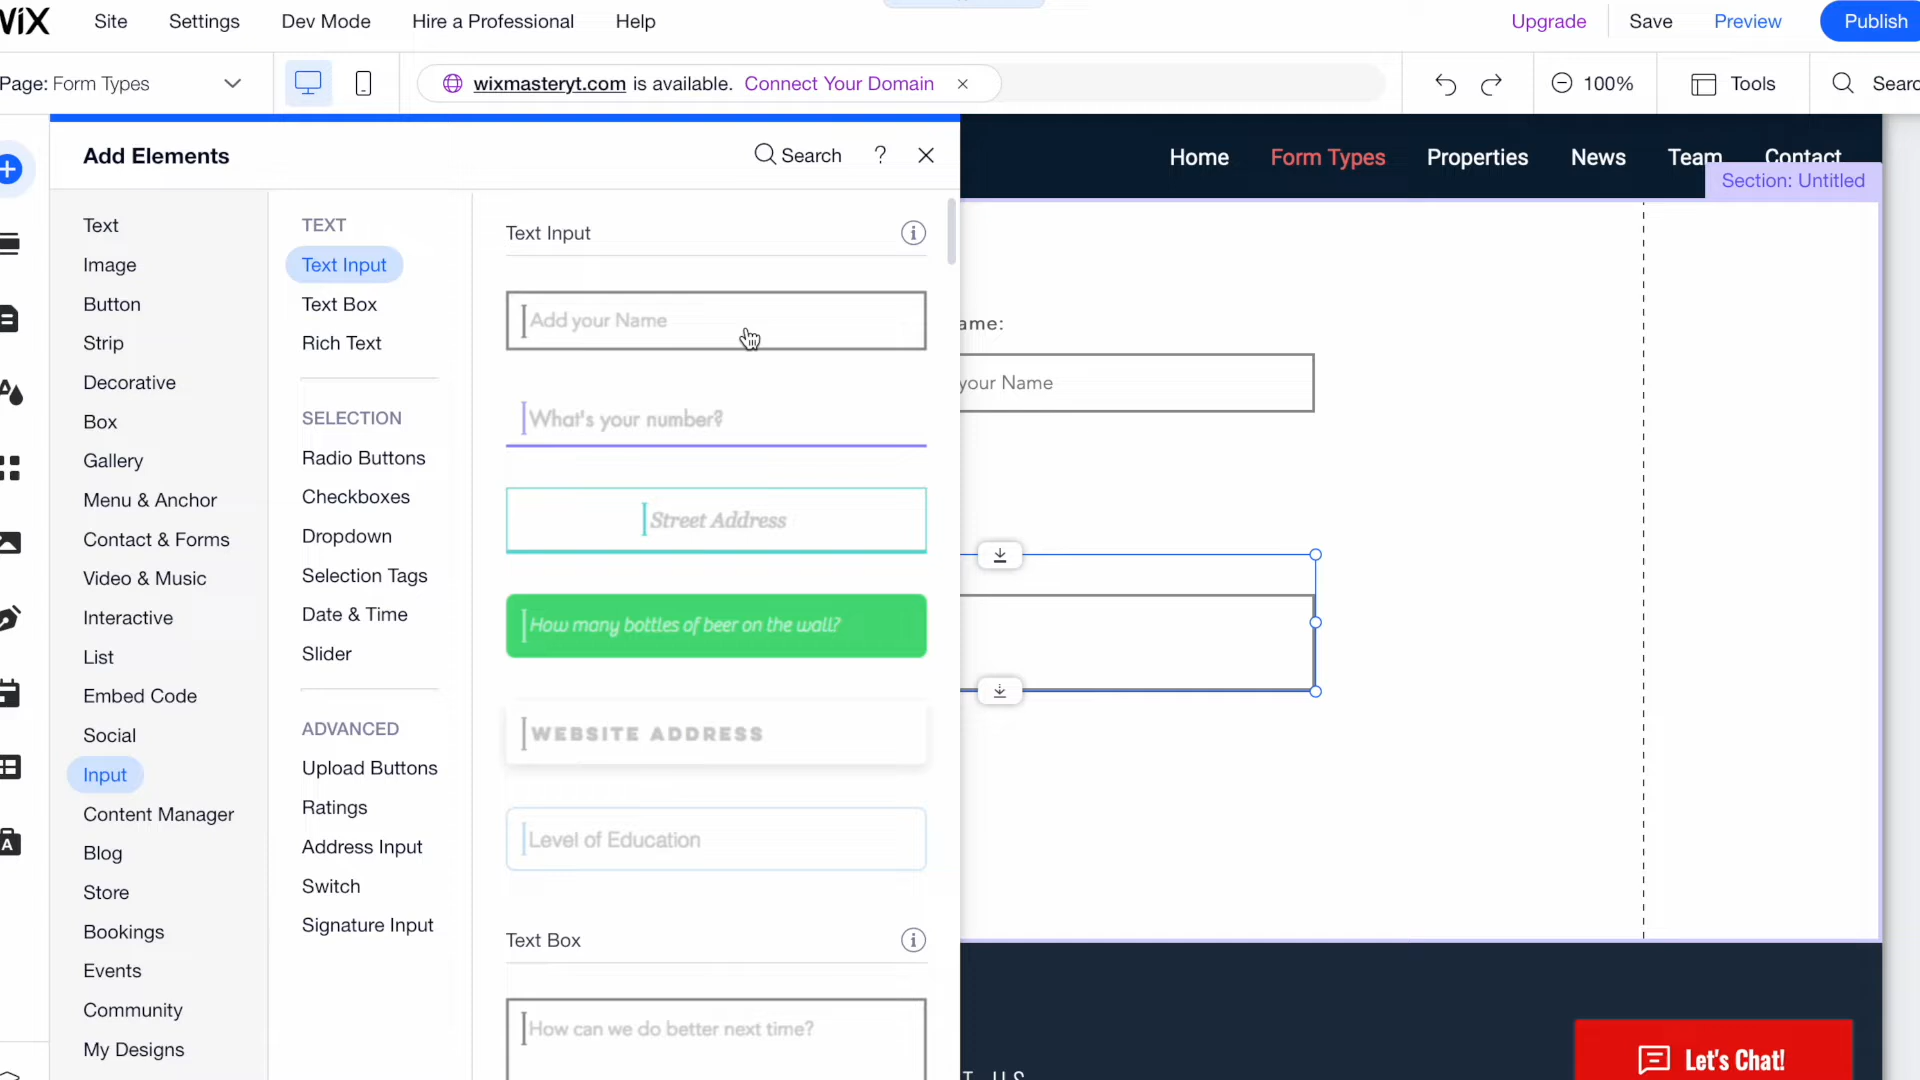 WiX
Site
Settings
Dev Mode
Hire a Professional
Help
Upgrade
Save
Preview
Publish
Page: Form Types
wixmasteryt.com is available. Connect Your Domain
100%
Tools
Searc
Add Elements
Search
?
Home
Form Types
Properties
News
Team
Contact
Section: Untitled
Text
Image
Button
Strip
Decorative
Box
Gallery
Menu & Anchor
Contact & Forms
Video & Music
Interactive
List
Embed Code
Social
Input
Content Manager
Blog
Store
Bookings
Events
Community
My Designs
TEXT
Text Input
Text Box
Rich Text
SELECTION
Radio Buttons
Checkboxes
Dropdown
Selection Tags
Date & Time
Slider
ADVANCED
Upload Buttons
Ratings
Address Input
Switch
Signature Input
Text Input
Add your Name
What's your number?
Street Address
How many bottles of beer on the wall?
WEBSITE ADDRESS
Level of Education
Text Box
How can we do better next time?
ame:
your Name
Let's Chat!